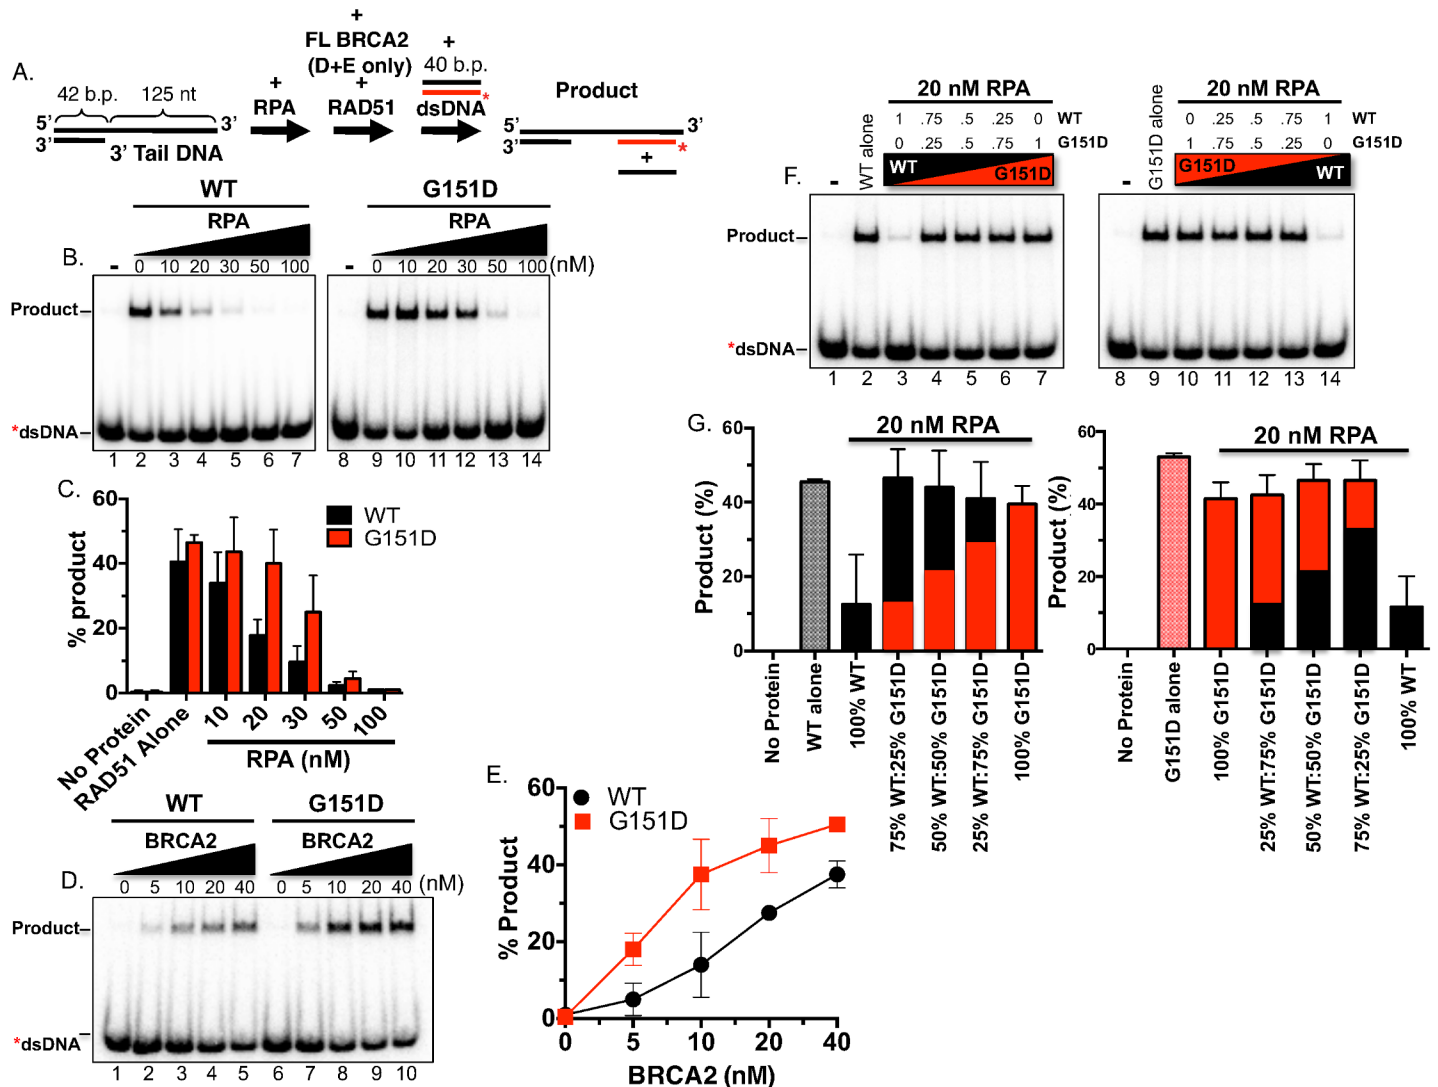 A.
42 b.p.
125 nt
5'
3'
3'
3' Tail DNA
+
RPA
+
FL BRCA2
(D+E only)
+
RAD51
+
40 b.p.
*
dsDNA
Product
5'
3'
3'
*
+
B.
WT
RPA
- 0 10 20 30 50 100
G151D
RPA
- 0 10 20 30 50 100 (nM)
Product
*dsDNA
1 2 3 4 5 6 7
8 9 10 11 12 13 14
C.
% product
60
40
20
0
WT
G151D
No Protein
RAD51 Alone
10
20
30
50
100
RPA (nM)
D.
WT
BRCA2
0 5 10 20 40
G151D
BRCA2
0 5 10 20 40 (nM)
Product
*dsDNA
1 2 3 4 5 6 7 8 9 10
E.
WT
G151D
% Product
60
40
20
0
0 5 10 20 40
BRCA2 (nM)
F.
-
WT alone
20 nM RPA
1 .75 .5 .25 0 WT
0 .25 .5 .75 1 G151D
WT
G151D
Product
*dsDNA
1 2 3 4 5 6 7
-
G151D alone
20 nM RPA
0 .25 .5 .75 1 WT
1 .75 .5 .25 0 G151D
G151D
WT
8 9 10 11 12 13 14
G.
20 nM RPA
Product (%)
60
40
20
0
No Protein
WT alone
100% WT
75% WT:25% G151D
50% WT:50% G151D
25% WT:75% G151D
100% G151D
20 nM RPA
Product (%)
60
40
20
0
No Protein
G151D alone
100% G151D
25% WT:75% G151D
50% WT:50% G151D
75% WT:25% G151D
100% WT